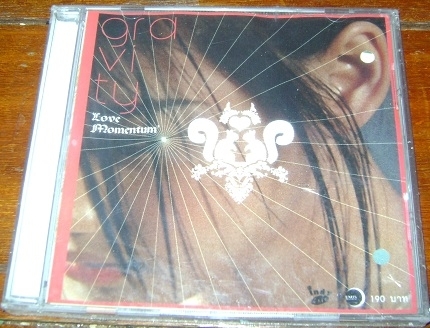 gra
vi
ty
Love
Momentum
190 บาท